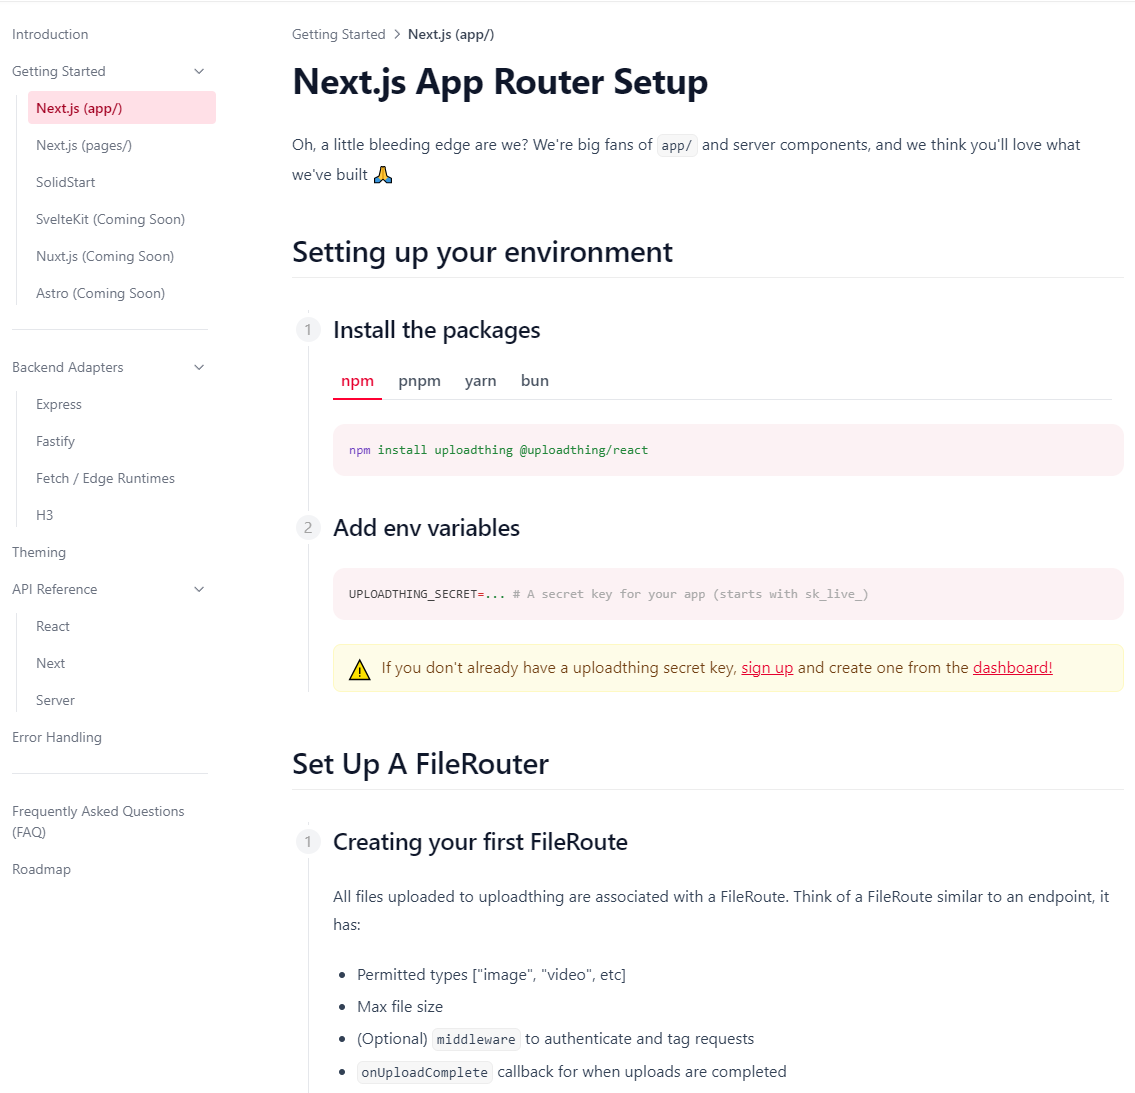 Introduction
Getting Started
Next.js (app/)
Next.js (pages/)
SolidStart
SvelteKit (Coming Soon)
Nuxt.js (Coming Soon)
Astro (Coming Soon)
Backend Adapters
Express
Fastify
Fetch / Edge Runtimes
H3
Theming
API Reference
React
Next
Server
Error Handling
Frequently Asked Questions
(FAQ)
Roadmap
Getting Started > Next.js (app/)
Next.js App Router Setup
Oh, a little bleeding edge are we? We're big fans of app/ and server components, and we think you'll love what
we've built 🙏
Setting up your environment
1 Install the packages
npm pnpm yarn bun
npm install uploadthing @uploadthing/react
2 Add env variables
UPLOADTHING_SECRET=... # A secret key for your app (starts with sk_live_)
⚠️ If you don't already have a uploadthing secret key, sign up and create one from the dashboard!
Set Up A FileRouter
1 Creating your first FileRoute
All files uploaded to uploadthing are associated with a FileRoute. Think of a FileRoute similar to an endpoint, it
has:
• Permitted types ["image", "video", etc]
• Max file size
• (Optional) middleware to authenticate and tag requests
• onUploadComplete callback for when uploads are completed